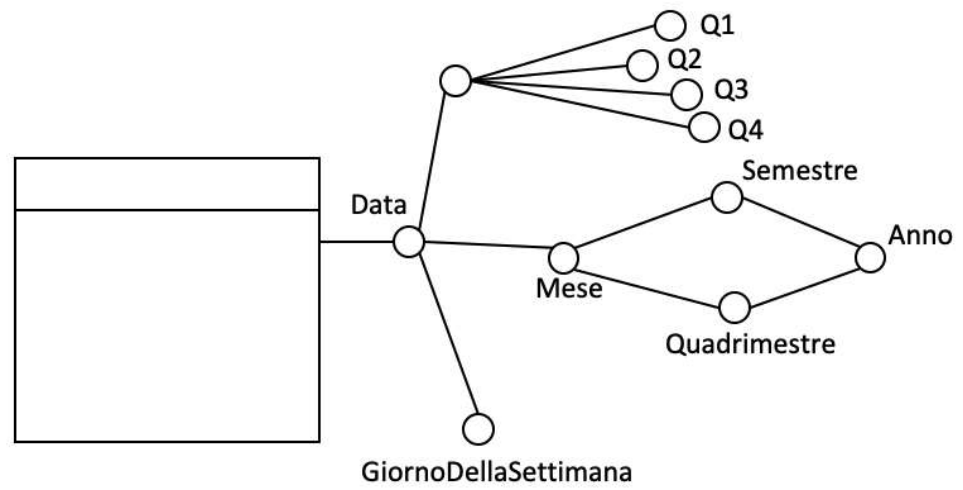 Q1
Q2
Q3
Q4
Semestre
Data
Anno
Mese
Quadrimestre
GiornoDellaSettimana